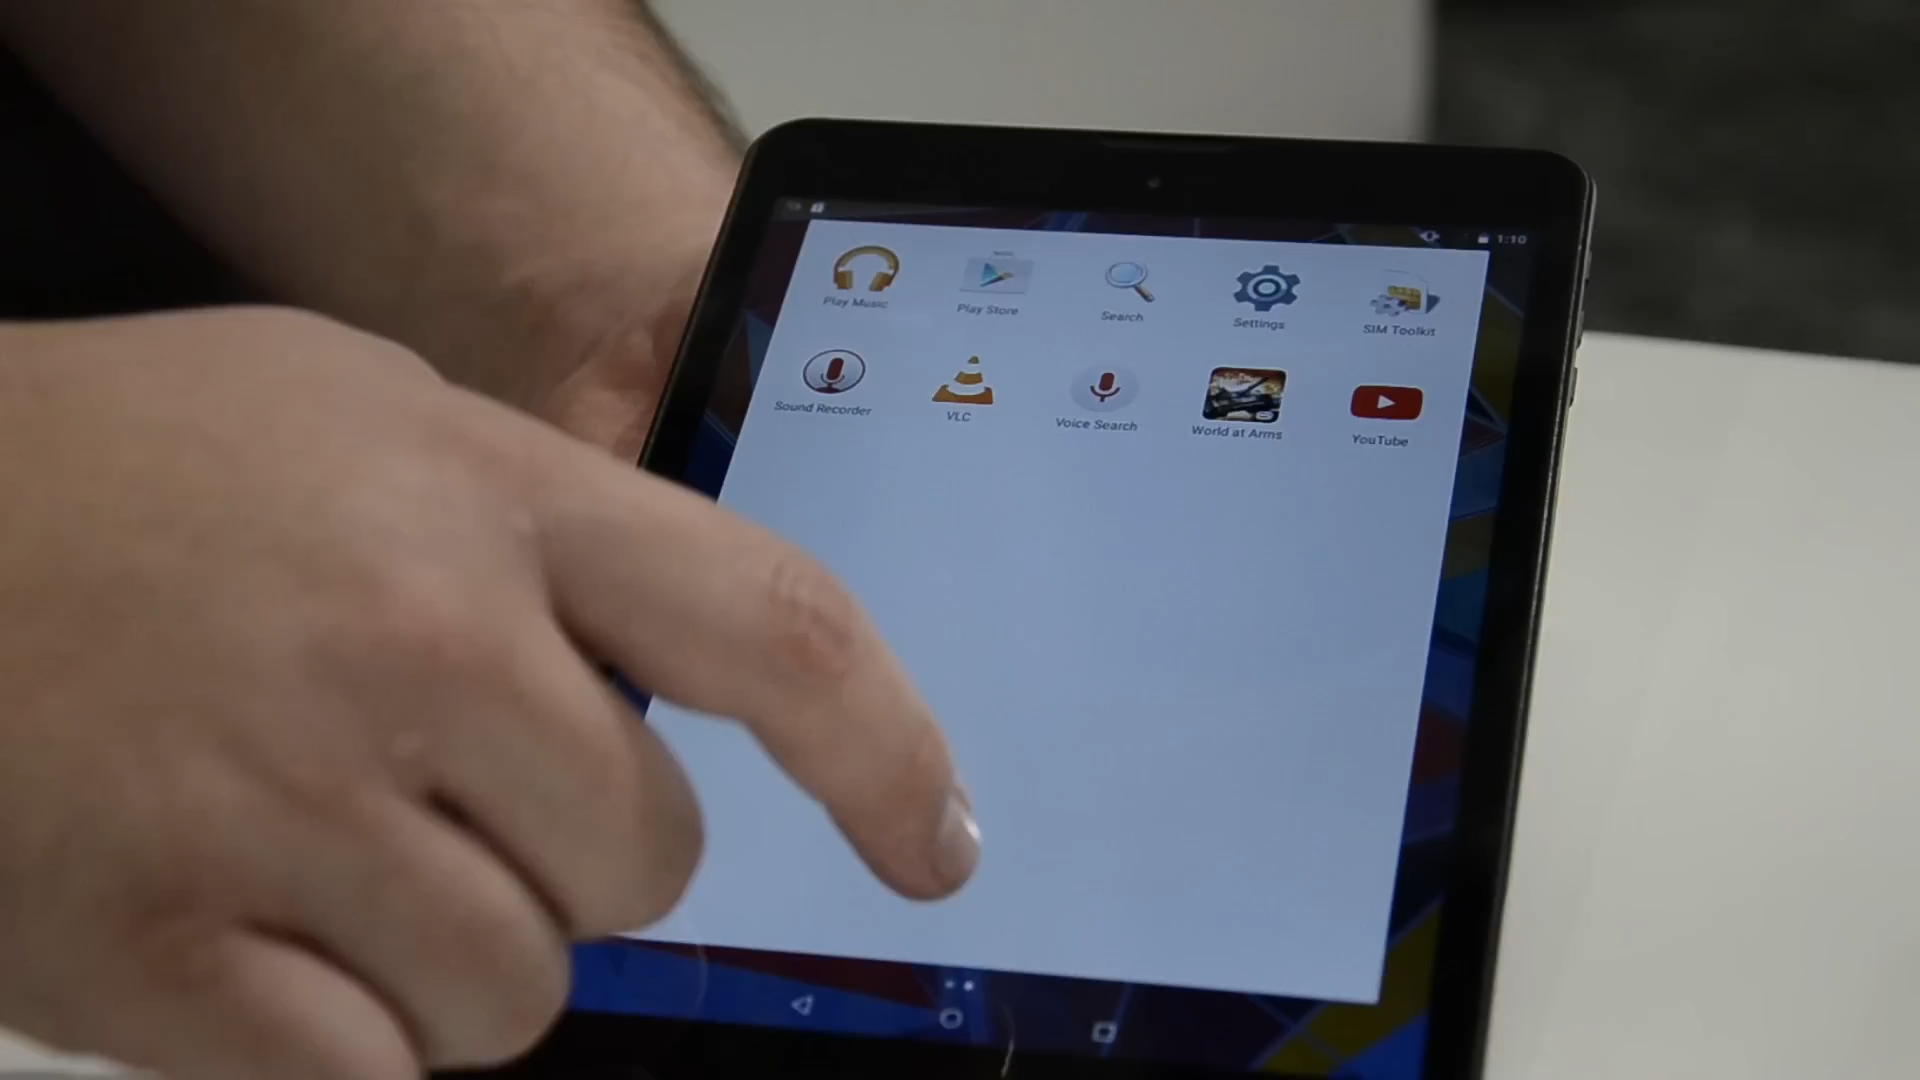 1:10
Play Music
Play Store
Search
Settings
SIM Toolkit
Sound Recorder
VLC
Voice Search
World at Arms
YouTube